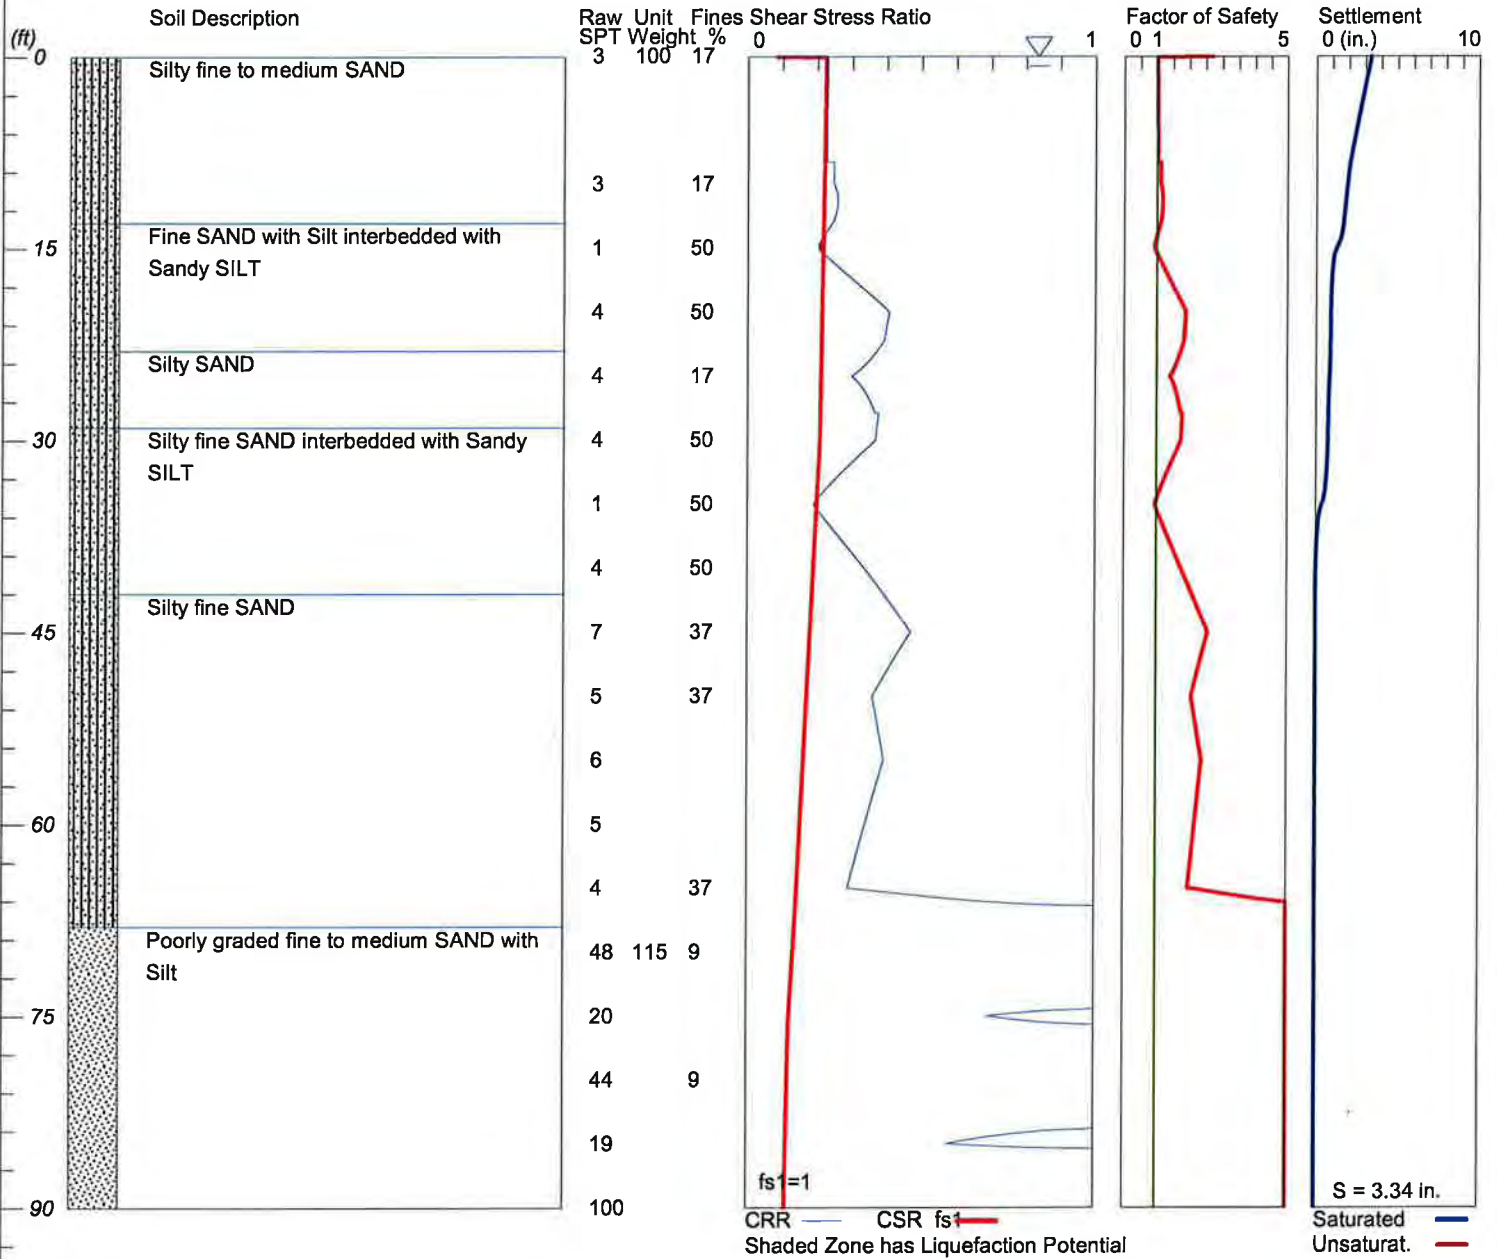 Soil Description
Raw Unit Fines Shear Stress Ratio
SPT Weight %
Factor of Safety
Settlement
(ft)
0 1
0 1 5
0 (in.) 10
0
Silty fine to medium SAND
3 100 17
3 17
15
Fine SAND with Silt interbedded with
Sandy SILT
1 50
4 50
Silty SAND
4 17
30
Silty fine SAND interbedded with Sandy
SILT
4 50
1 50
4 50
Silty fine SAND
45
7 37
5 37
6
60
5
4 37
Poorly graded fine to medium SAND with
Silt
48 115 9
75
20
44 9
19
fs1=1
S = 3.34 in.
90
100
CRR CSR fs1
Shaded Zone has Liquefaction Potential
Saturated
Unsaturat.